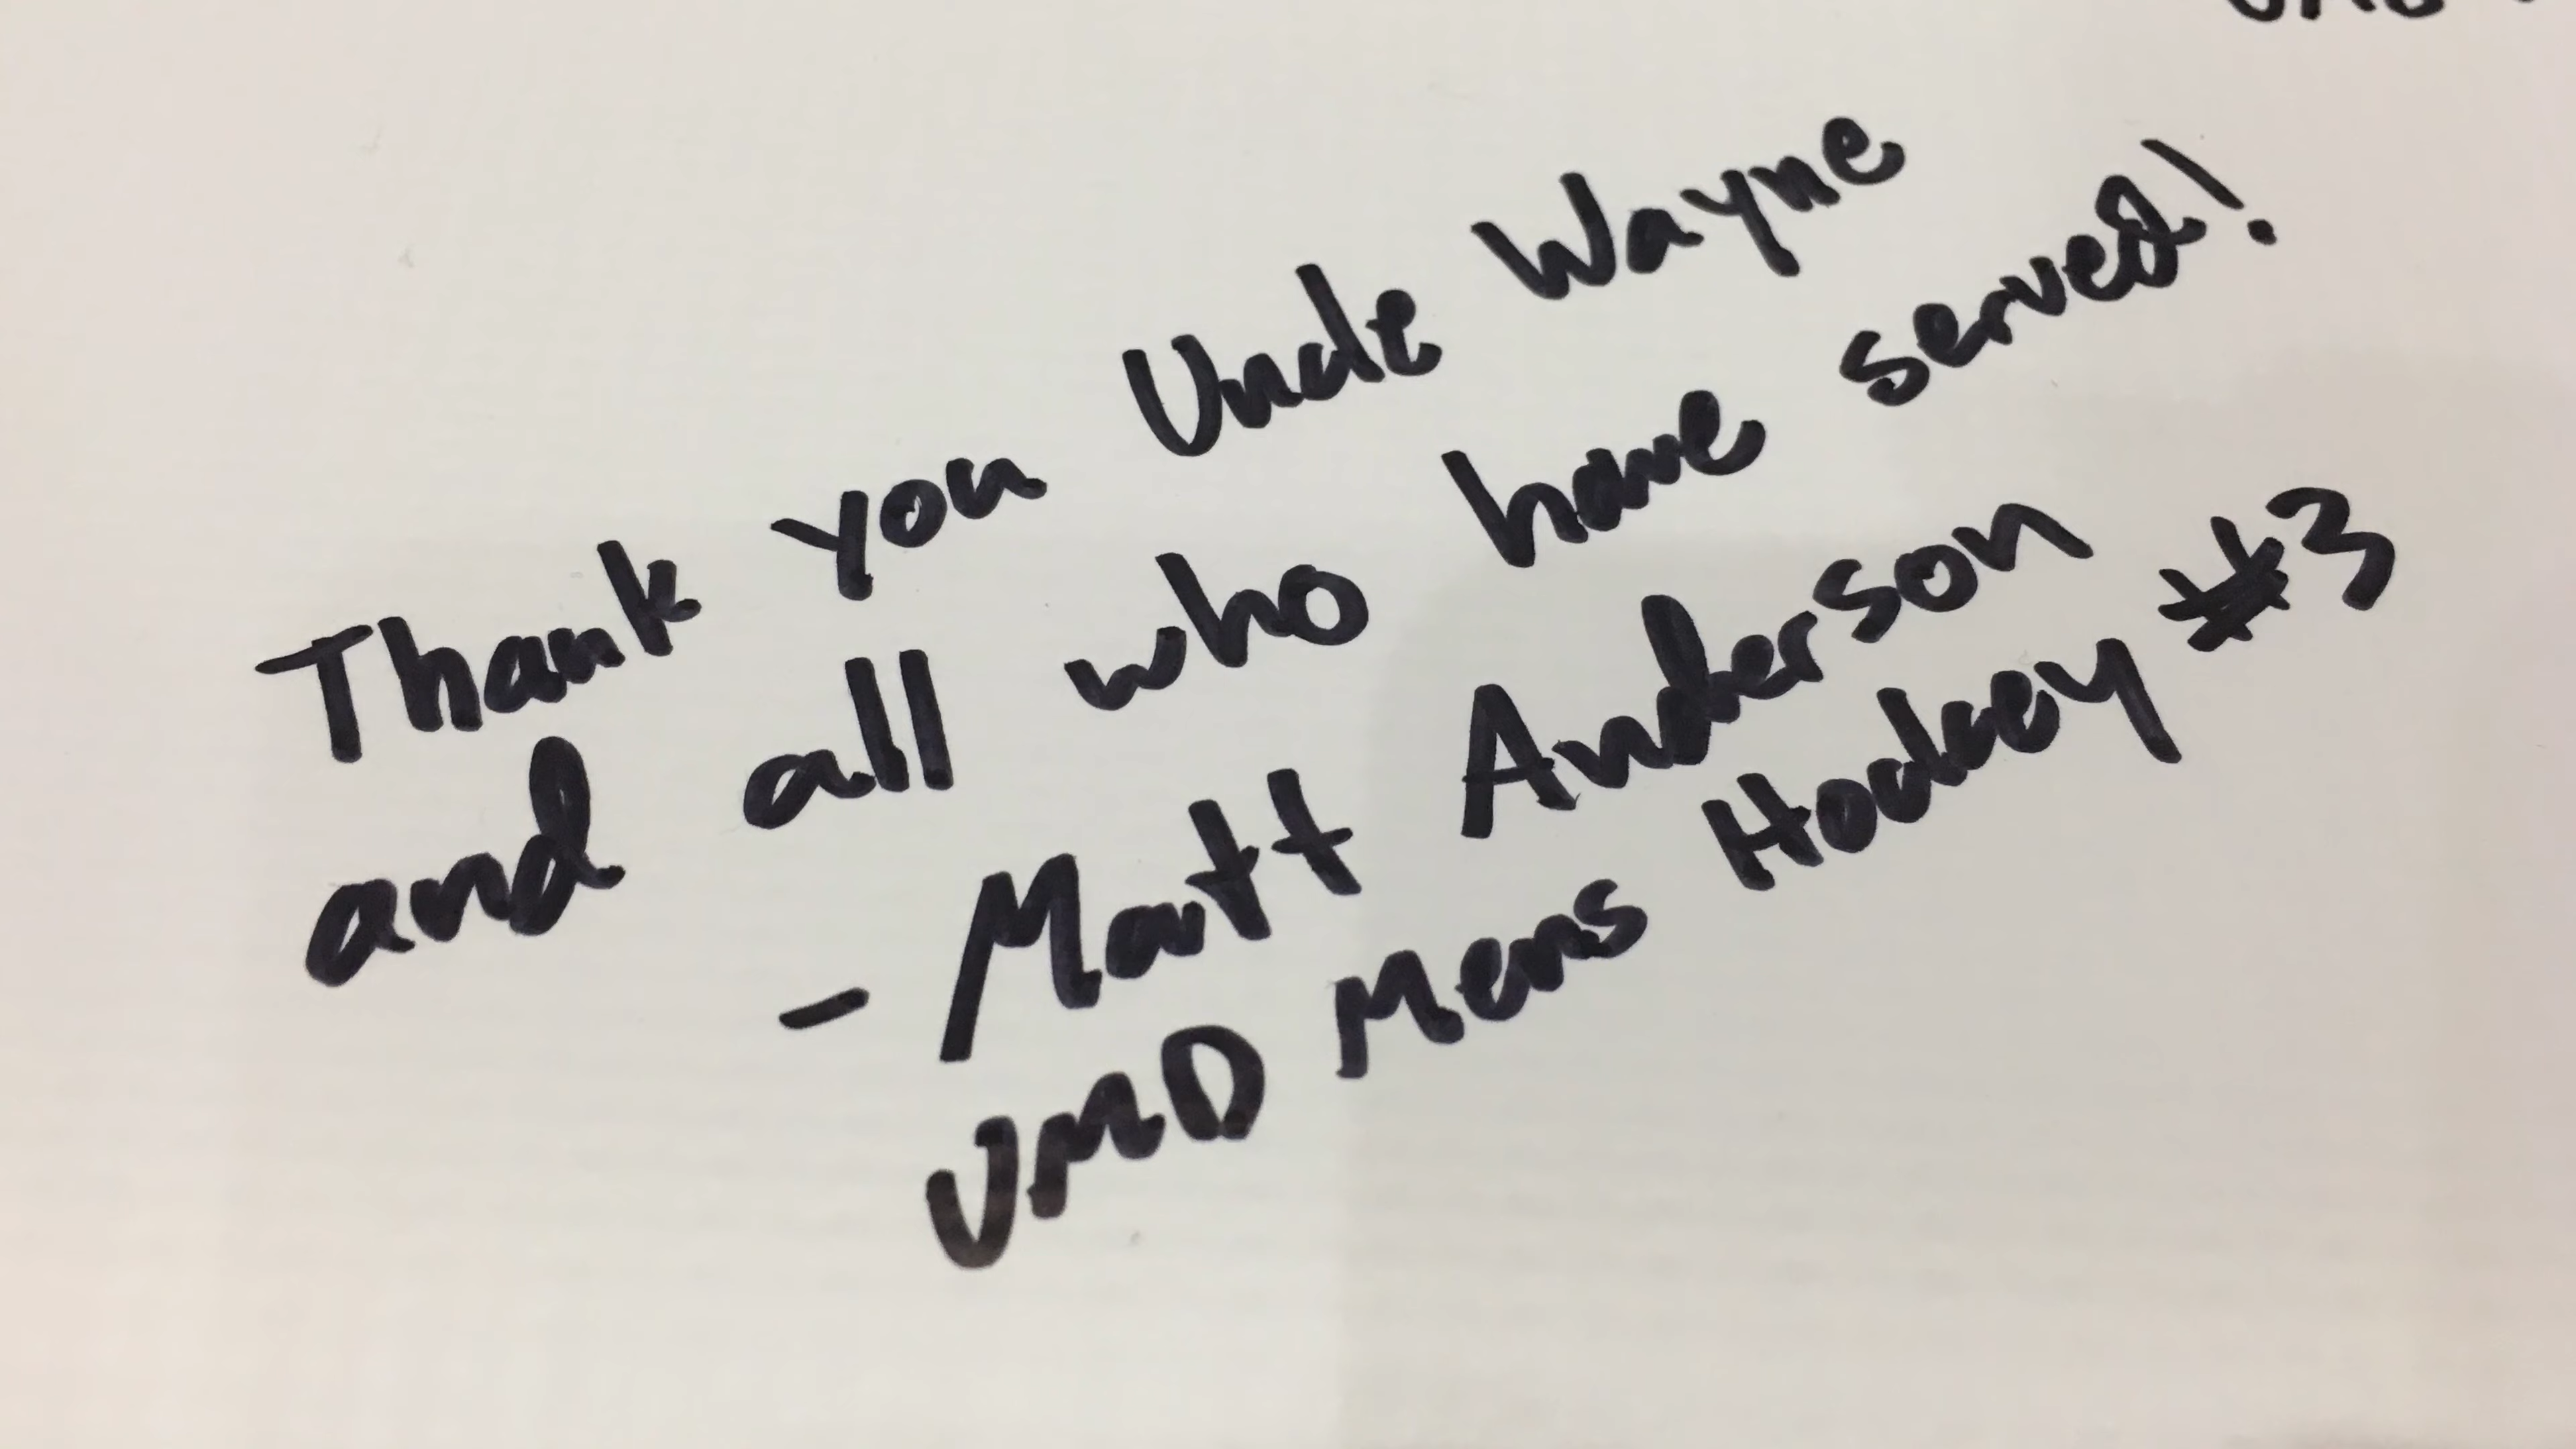 Thank you Uncle Wayne
and all who have served!
- Matt Anderson
UMD Mens Hockey #3